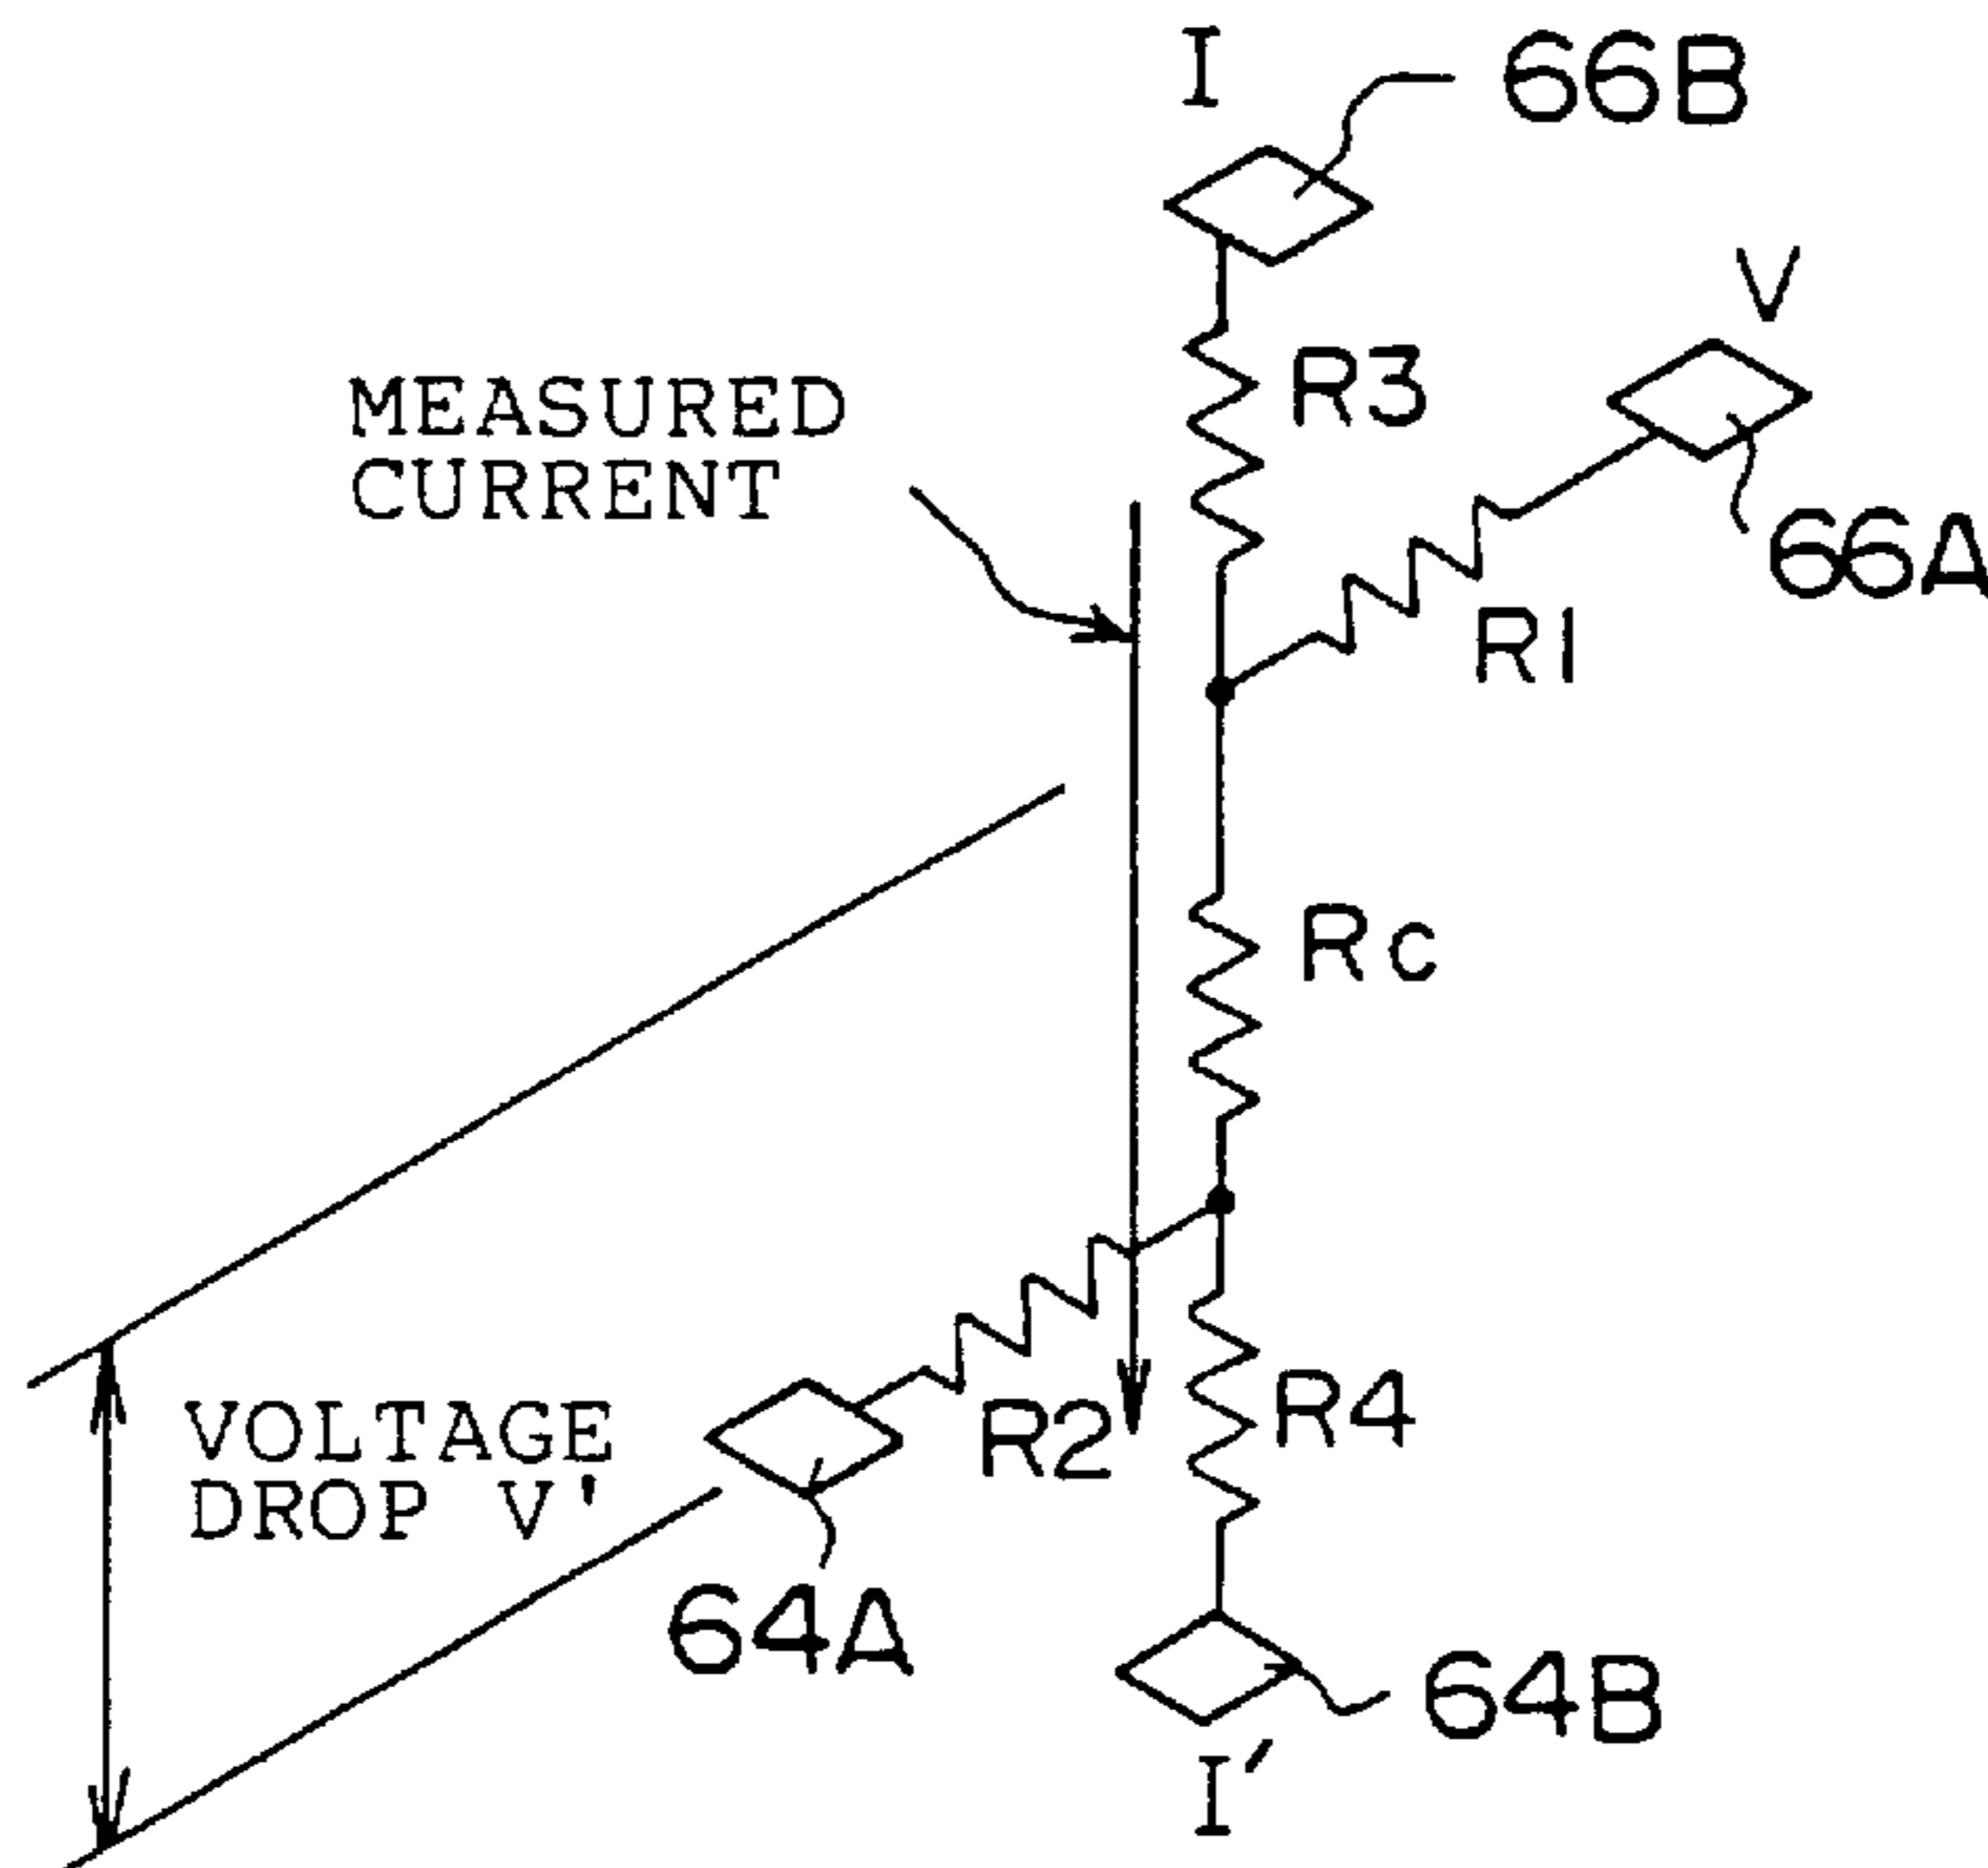 I
66B
V
R3
MEASURED
CURRENT
66A
R1
Rc
R4
R2
VOLTAGE
DROP V'
64A
64B
I'